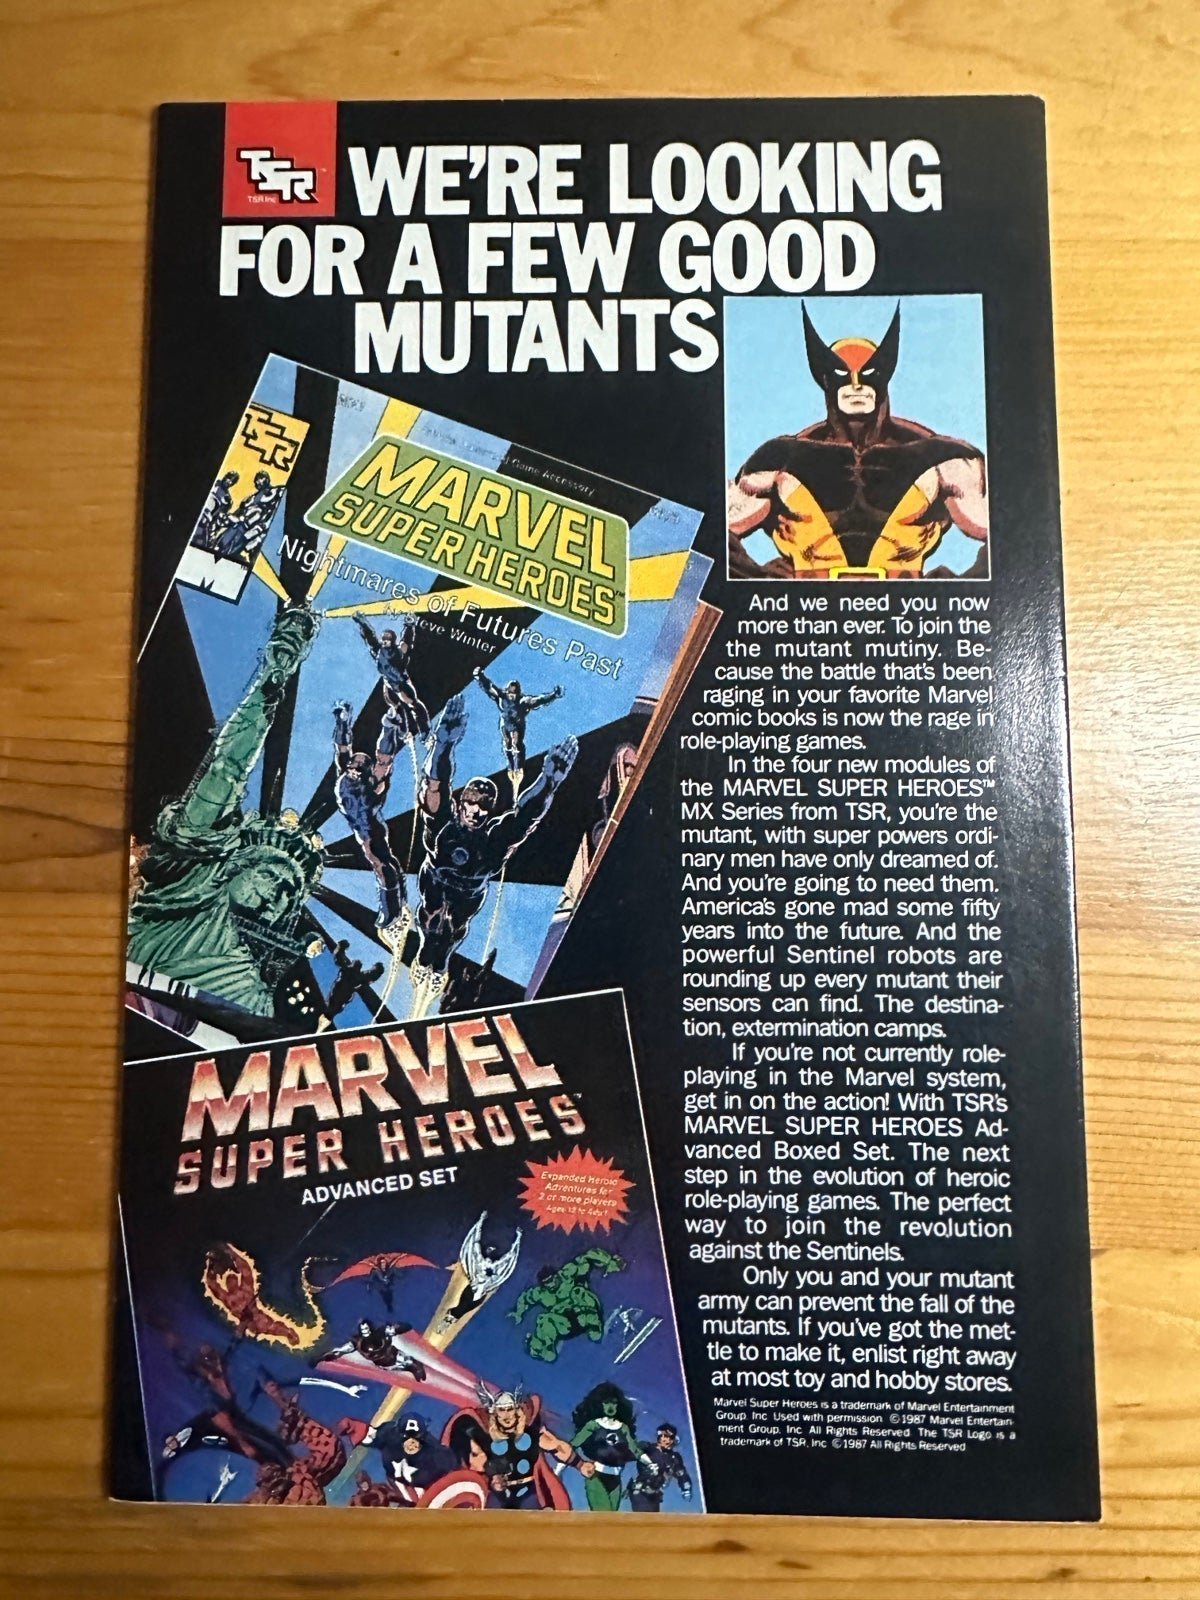 TSR
TSR, Inc.
WE'RE LOOKING
FOR A FEW GOOD
MUTANTS
TSR
Game Accessory
MARVEL
SUPER HEROES™
Nightmares of Futures Past
by Steve Winter
M
MARVEL
SUPER HEROES™
ADVANCED SET
Expanded Heroic
Adventures for
2 or more players
Ages 12 to Adult
And we need you now
more than ever. To join the
the mutant mutiny. Be-
cause the battle that's been
raging in your favorite Marvel
comic books is now the rage in
role-playing games.
In the four new modules of
the MARVEL SUPER HEROES™
MX Series from TSR, you're the
mutant, with super powers ordi-
nary men have only dreamed of.
And you're going to need them.
America's gone mad some fifty
years into the future. And the
powerful Sentinel robots are
rounding up every mutant their
sensors can find. The destina-
tion, extermination camps.
If you're not currently role-
playing in the Marvel system,
get in on the action! With TSR's
MARVEL SUPER HEROES Ad-
vanced Boxed Set. The next
step in the evolution of heroic
role-playing games. The perfect
way to join the revolution
against the Sentinels.
Only you and your mutant
army can prevent the fall of the
mutants. If you've got the met-
tle to make it, enlist right away
at most toy and hobby stores.
Marvel Super Heroes is a trademark of Marvel Entertainment
Group, Inc. Used with permission. ©1987 Marvel Entertain-
ment Group, Inc. All Rights Reserved. The TSR Logo is a
trademark of TSR, Inc. ©1987 All Rights Reserved.